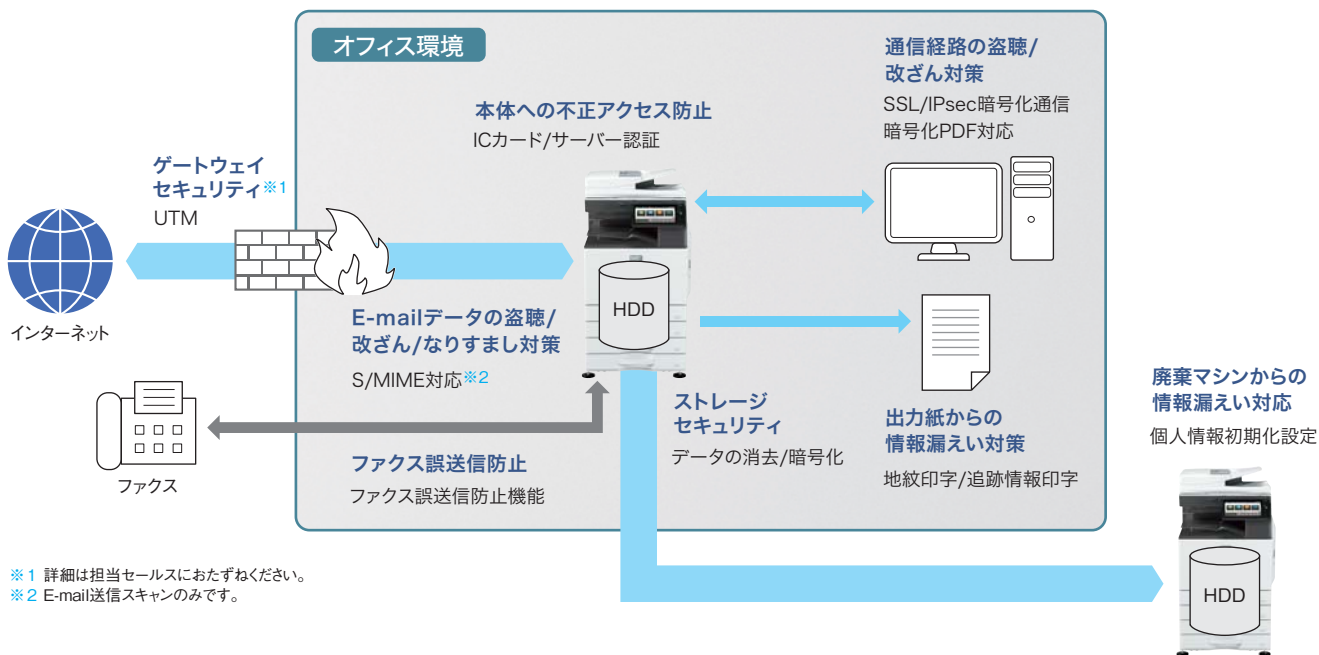 オフィス環境
通信経路の盗聴/
改ざん対策
SSL/IPsec暗号化通信
暗号化PDF対応
本体への不正アクセス防止
ICカード/サーバー認証
ゲートウェイ
セキュリティ※1
UTM
インターネット
HDD
E-mailデータの盗聴/
改ざん/なりすまし対策
S/MIME対応※2
ストレージ
セキュリティ
データの消去/暗号化
出力紙からの
情報漏えい対策
地紋印字/追跡情報印字
廃棄マシンからの
情報漏えい対応
個人情報初期化設定
ファクス
ファクス誤送信防止
ファクス誤送信防止機能
HDD
※1 詳細は担当セールスにおたずねください。
※2 E-mail送信スキャンのみです。